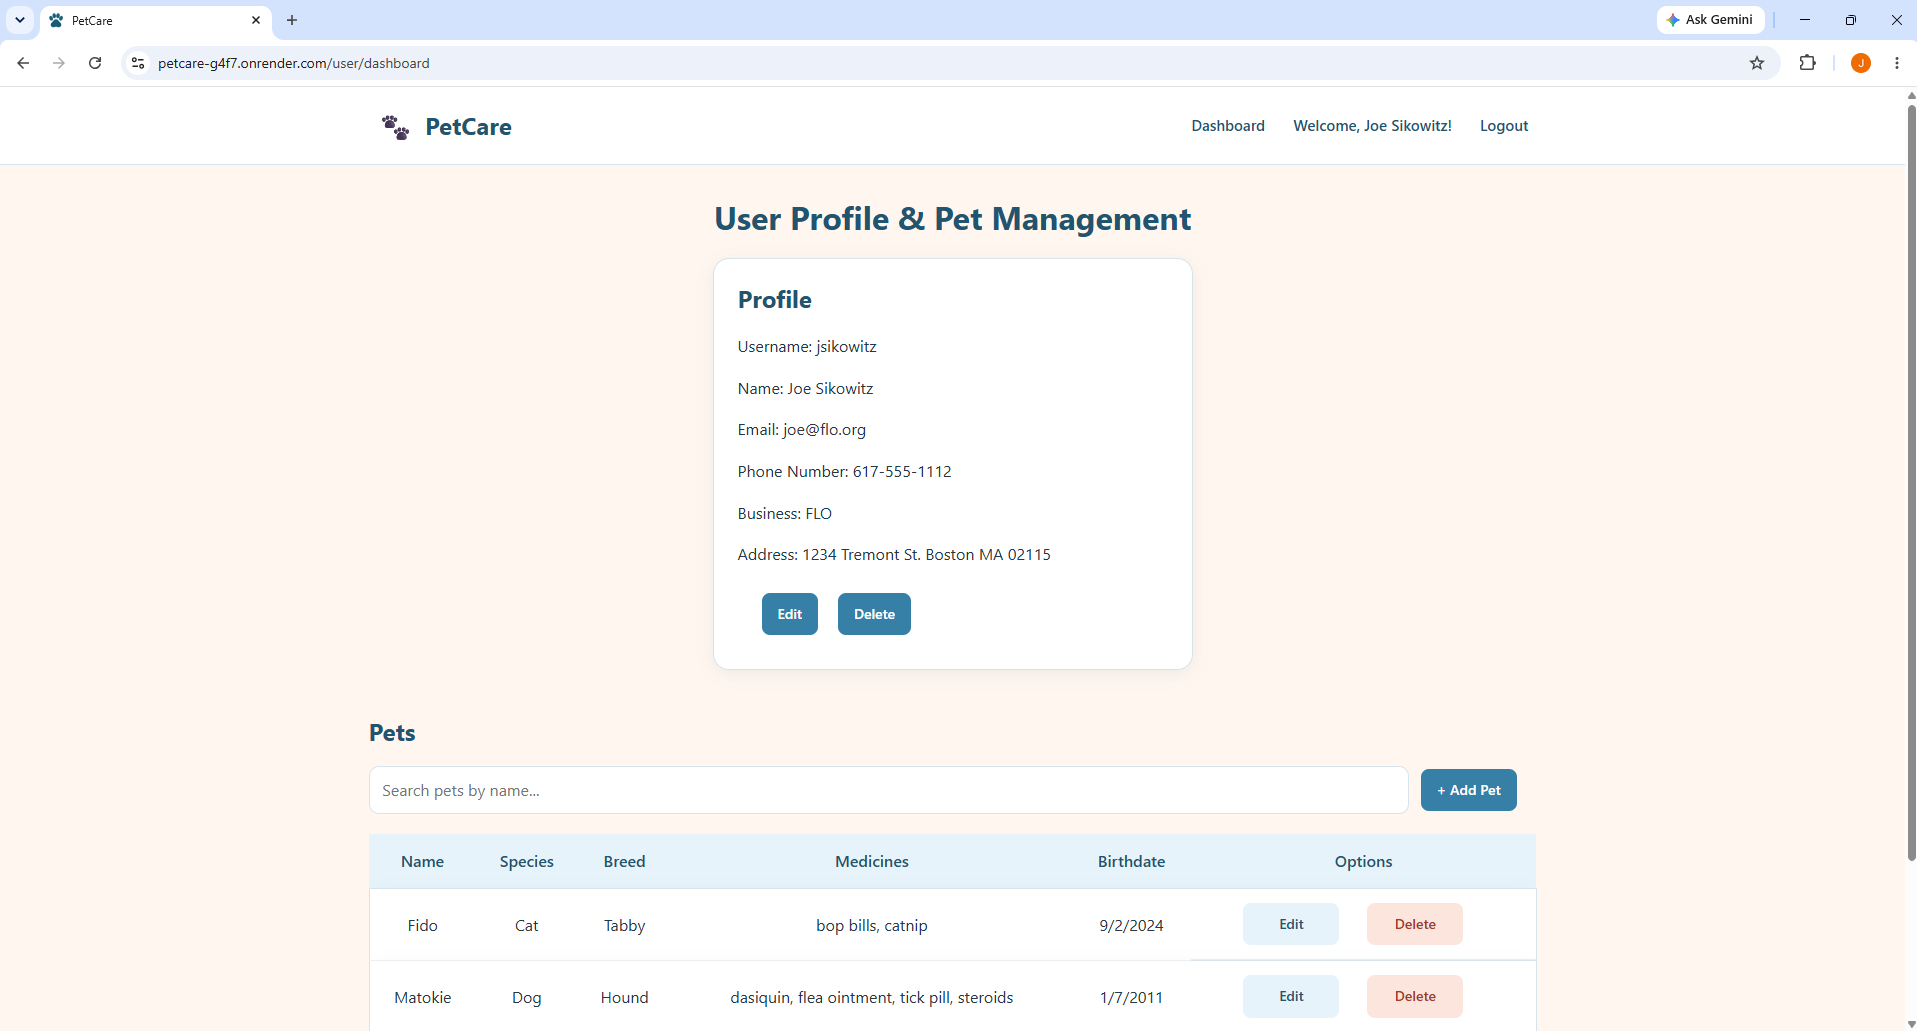 PetCare
Ask Gemini
petcare-g4f7.onrender.com/user/dashboard
J
PetCare
Dashboard Welcome, Joe Sikowitz! Logout
User Profile & Pet Management
Profile
Username: jsikowitz
Name: Joe Sikowitz
Email: joe@flo.org
Phone Number: 617-555-1112
Business: FLO
Address: 1234 Tremont St. Boston MA 02115
Edit Delete
Pets
Search pets by name...
+ Add Pet
Name Species Breed Medicines Birthdate Options
Fido Cat Tabby bop bills, catnip 9/2/2024 Edit Delete
Matokie Dog Hound dasiquin, flea ointment, tick pill, steroids 1/7/2011 Edit Delete